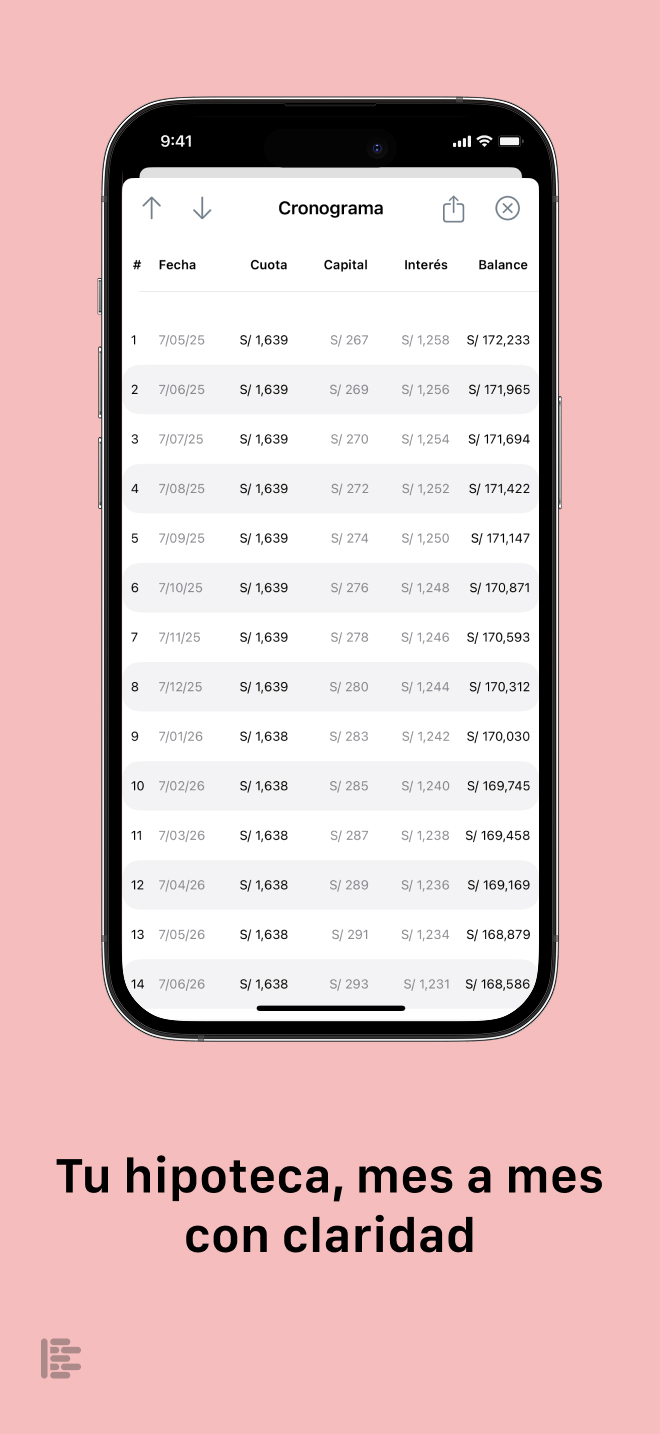 9:41
Cronograma
# Fecha Cuota Capital Interés Balance
1 7/05/25 S/ 1,639 S/ 267 S/ 1,258 S/ 172,233
2 7/06/25 S/ 1,639 S/ 269 S/ 1,256 S/ 171,965
3 7/07/25 S/ 1,639 S/ 270 S/ 1,254 S/ 171,694
4 7/08/25 S/ 1,639 S/ 272 S/ 1,252 S/ 171,422
5 7/09/25 S/ 1,639 S/ 274 S/ 1,250 S/ 171,147
6 7/10/25 S/ 1,639 S/ 276 S/ 1,248 S/ 170,871
7 7/11/25 S/ 1,639 S/ 278 S/ 1,246 S/ 170,593
8 7/12/25 S/ 1,639 S/ 280 S/ 1,244 S/ 170,312
9 7/01/26 S/ 1,638 S/ 283 S/ 1,242 S/ 170,030
10 7/02/26 S/ 1,638 S/ 285 S/ 1,240 S/ 169,745
11 7/03/26 S/ 1,638 S/ 287 S/ 1,238 S/ 169,458
12 7/04/26 S/ 1,638 S/ 289 S/ 1,236 S/ 169,169
13 7/05/26 S/ 1,638 S/ 291 S/ 1,234 S/ 168,879
14 7/06/26 S/ 1,638 S/ 293 S/ 1,231 S/ 168,586
Tu hipoteca, mes a mes
con claridad